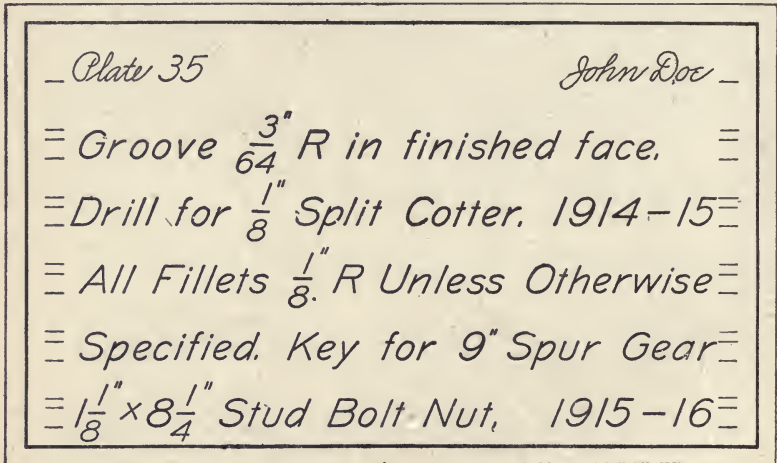 Plate 35 John Doe
Groove 3/64" R in finished face.
Drill for 1/8" Split Cotter. 1914-15
All Fillets 1/8" R Unless Otherwise
Specified. Key for 9" Spur Gear
1 1/8" × 8 1/4" Stud Bolt Nut, 1915-16